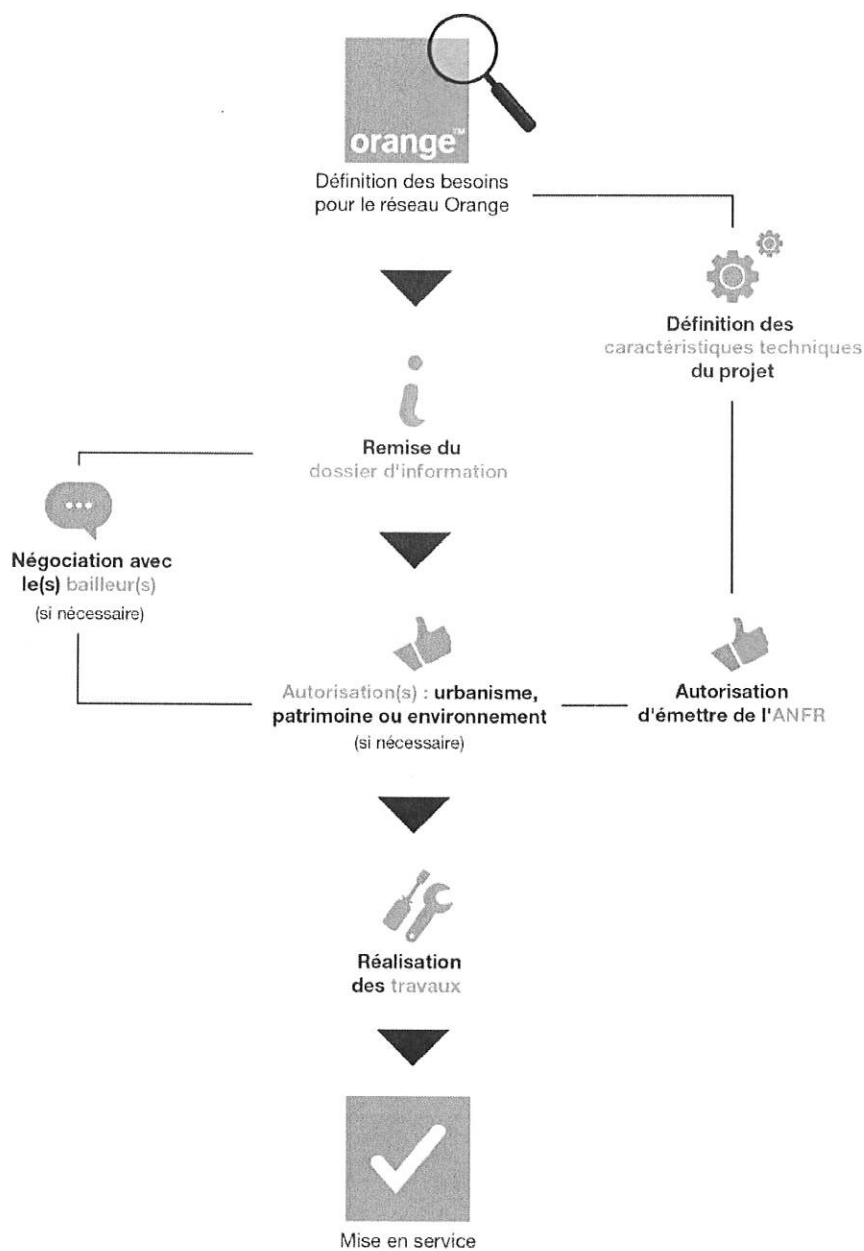 orange™
Définition des besoins
pour le réseau Orange
Définition des
caractéristiques techniques
du projet
Remise du
dossier d'information
Négociation avec
le(s) bailleur(s)
(si nécessaire)
Autorisation(s) : urbanisme,
patrimoine ou environnement
(si nécessaire)
Autorisation
d'émettre de l'ANFR
Réalisation
des travaux
Mise en service